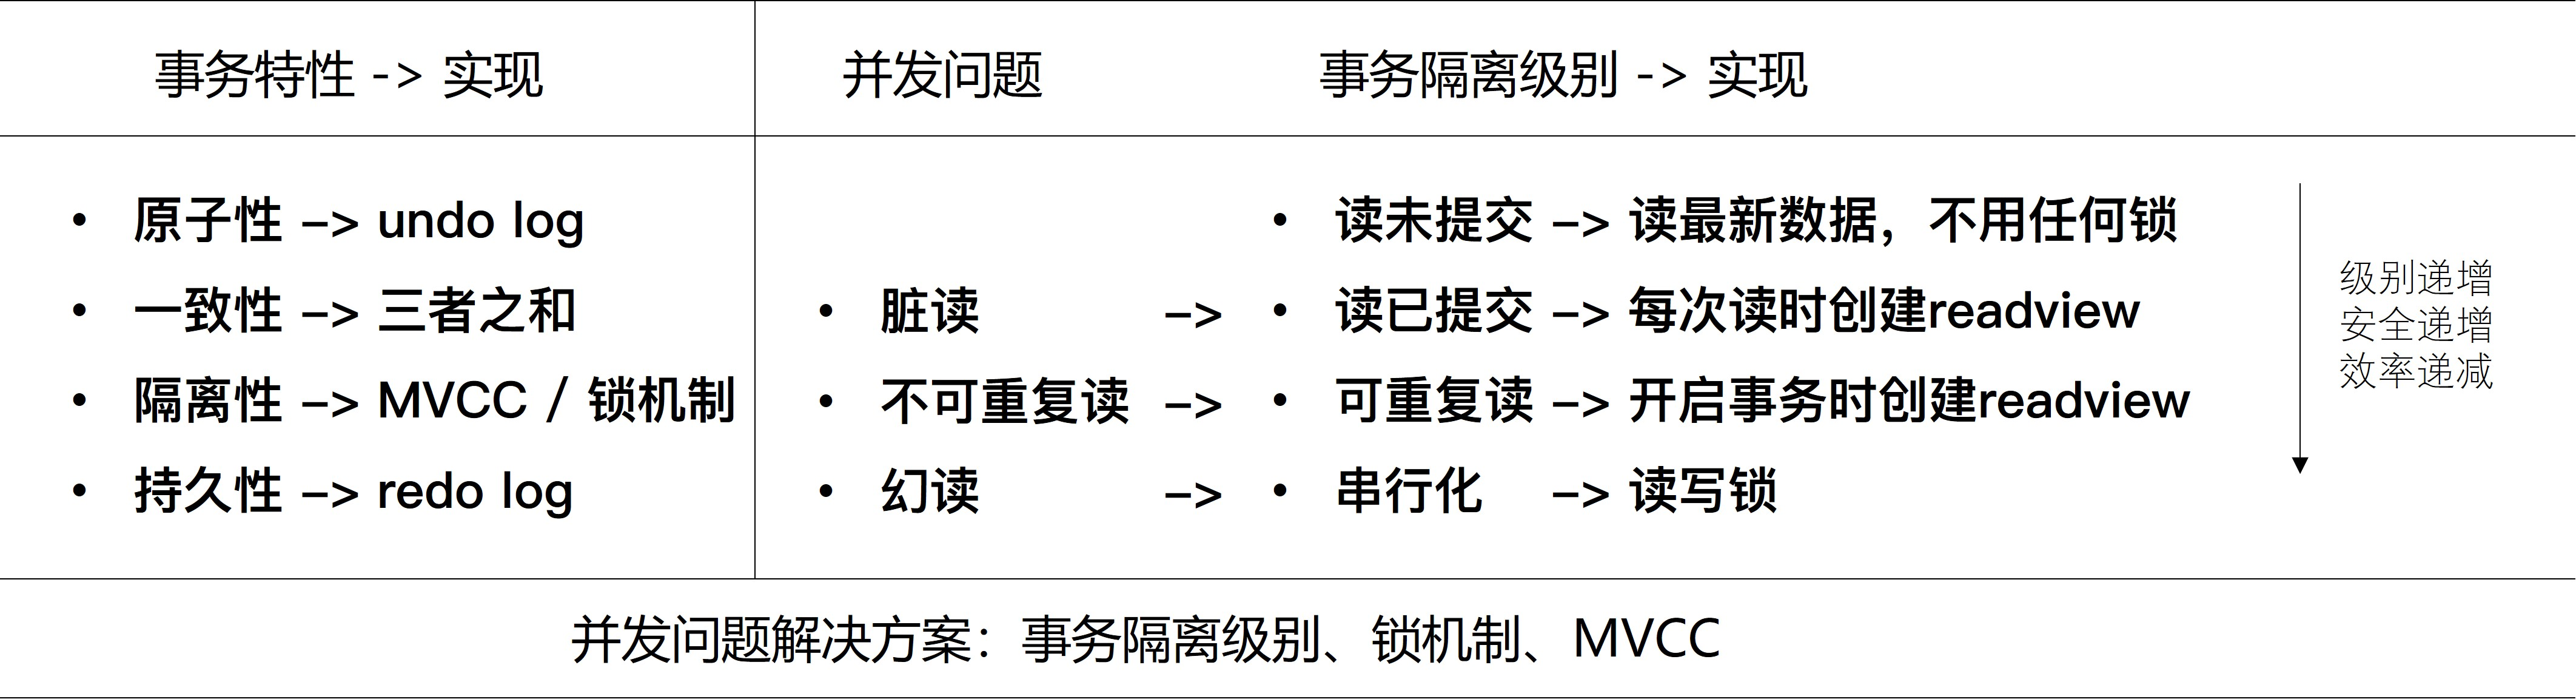 事务特性 -> 实现
并发问题
事务隔离级别 -> 实现
• 原子性 –> undo log
• 一致性 –> 三者之和
• 隔离性 –> MVCC / 锁机制
• 持久性 –> redo log
• 读未提交 –> 读最新数据，不用任何锁
• 脏读 –> • 读已提交 –> 每次读时创建readview
• 不可重复读 –> • 可重复读 –> 开启事务时创建readview
• 幻读 –> • 串行化 –> 读写锁
级别递增
安全递增
效率递减
并发问题解决方案：事务隔离级别、锁机制、MVCC